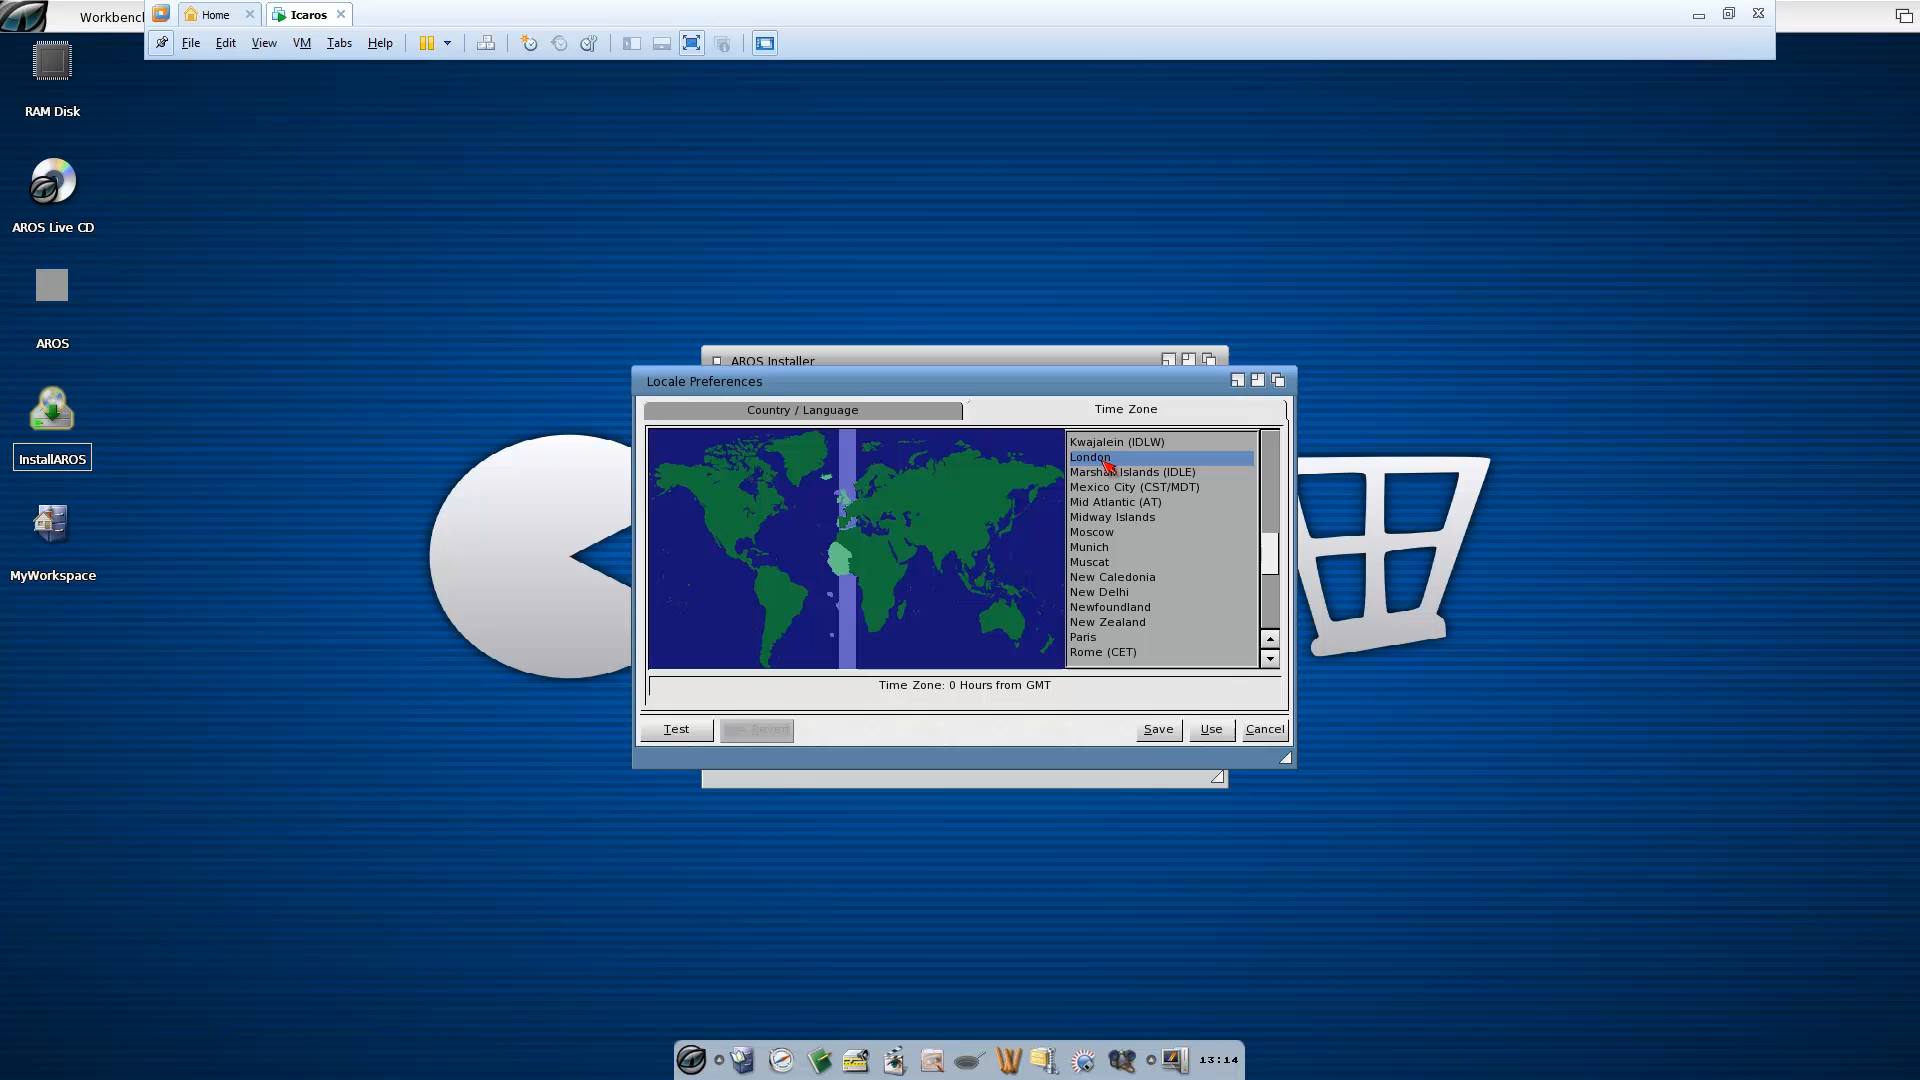 Workbench
Home
Icaros
File Edit View VM Tabs Help
RAM Disk
AROS Live CD
AROS
InstallAROS
MyWorkspace
AROS Installer
Locale Preferences
Country / Language
Time Zone
Kwajalein (IDLW)
London
Marshall Islands (IDLE)
Mexico City (CST/MDT)
Mid Atlantic (AT)
Midway Islands
Moscow
Munich
Muscat
New Caledonia
New Delhi
Newfoundland
New Zealand
Paris
Rome (CET)
Time Zone: 0 Hours from GMT
Test Revert Save Use Cancel
13:14